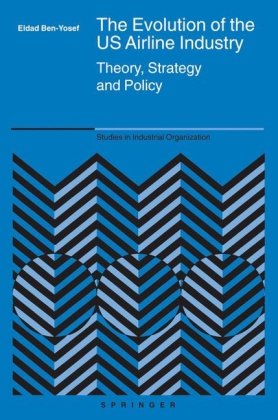 Eldad Ben-Yosef
The Evolution of the
US Airline Industry
Theory, Strategy
and Policy
Studies in Industrial Organization
SPRINGER